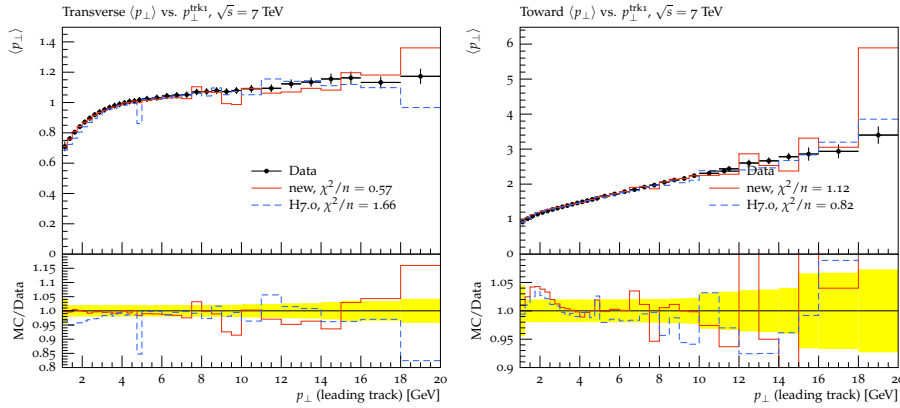 Transverse ⟨p⊥⟩ vs. p⊥^trk1, √s = 7 TeV
⟨p⊥⟩
1.4
1.2
1
0.8
0.6
0.4
0.2
0
Data
new, χ²/n = 0.57
H7.0, χ²/n = 1.66
MC/Data
1.15
1.1
1.05
1.0
0.95
0.9
0.85
0.8
2 4 6 8 10 12 14 16 18 20
p⊥ (leading track) [GeV]
Toward ⟨p⊥⟩ vs. p⊥^trk1, √s = 7 TeV
⟨p⊥⟩
6
5
4
3
2
1
0
Data
new, χ²/n = 1.12
H7.0, χ²/n = 0.82
MC/Data
1.05
1.0
0.95
0.9
2 4 6 8 10 12 14 16 18 20
p⊥ (leading track) [GeV]